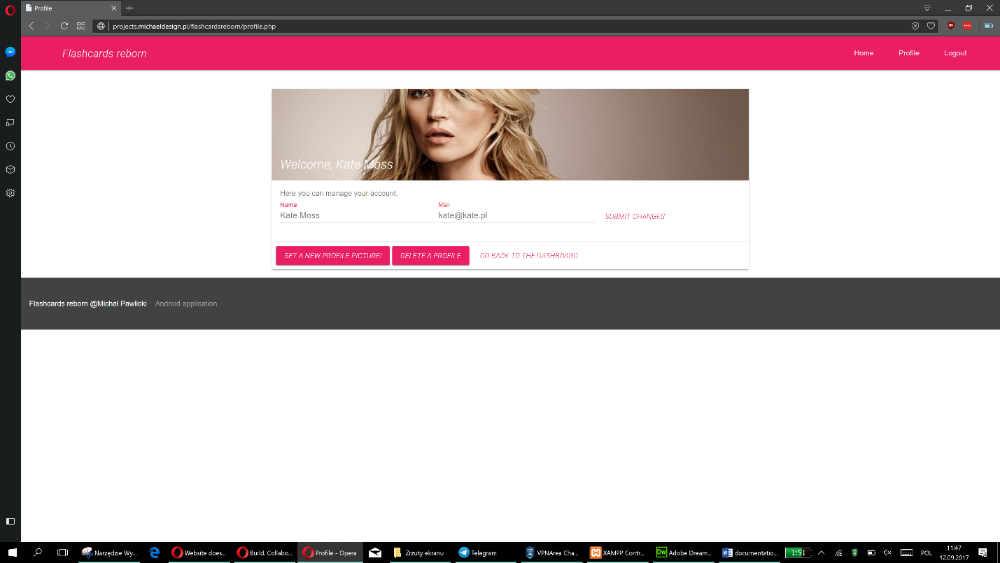 Profile
projects.michaeldesign.pl/flashcardsreborn/profile.php
Flashcards reborn
Home
Profile
Logout
Welcome, Kate Moss
Here you can manage your account.
Name
Mail
Kate Moss
kate@kate.pl
SUBMIT CHANGES
SET A NEW PROFILE PICTURE!
DELETE A PROFILE
GO BACK TO THE DASHBOARD
Flashcards reborn @Michał Pawlicki
Android application
Narzędzie Wy...
Website does...
Build, Collabo...
Profile - Opera
Zrzuty ekranu
Telegram
VPNArea Cha...
XAMPP Contr...
Dw
Adobe Dream...
documentatio...
1:51
POL
11:47
12.09.2017